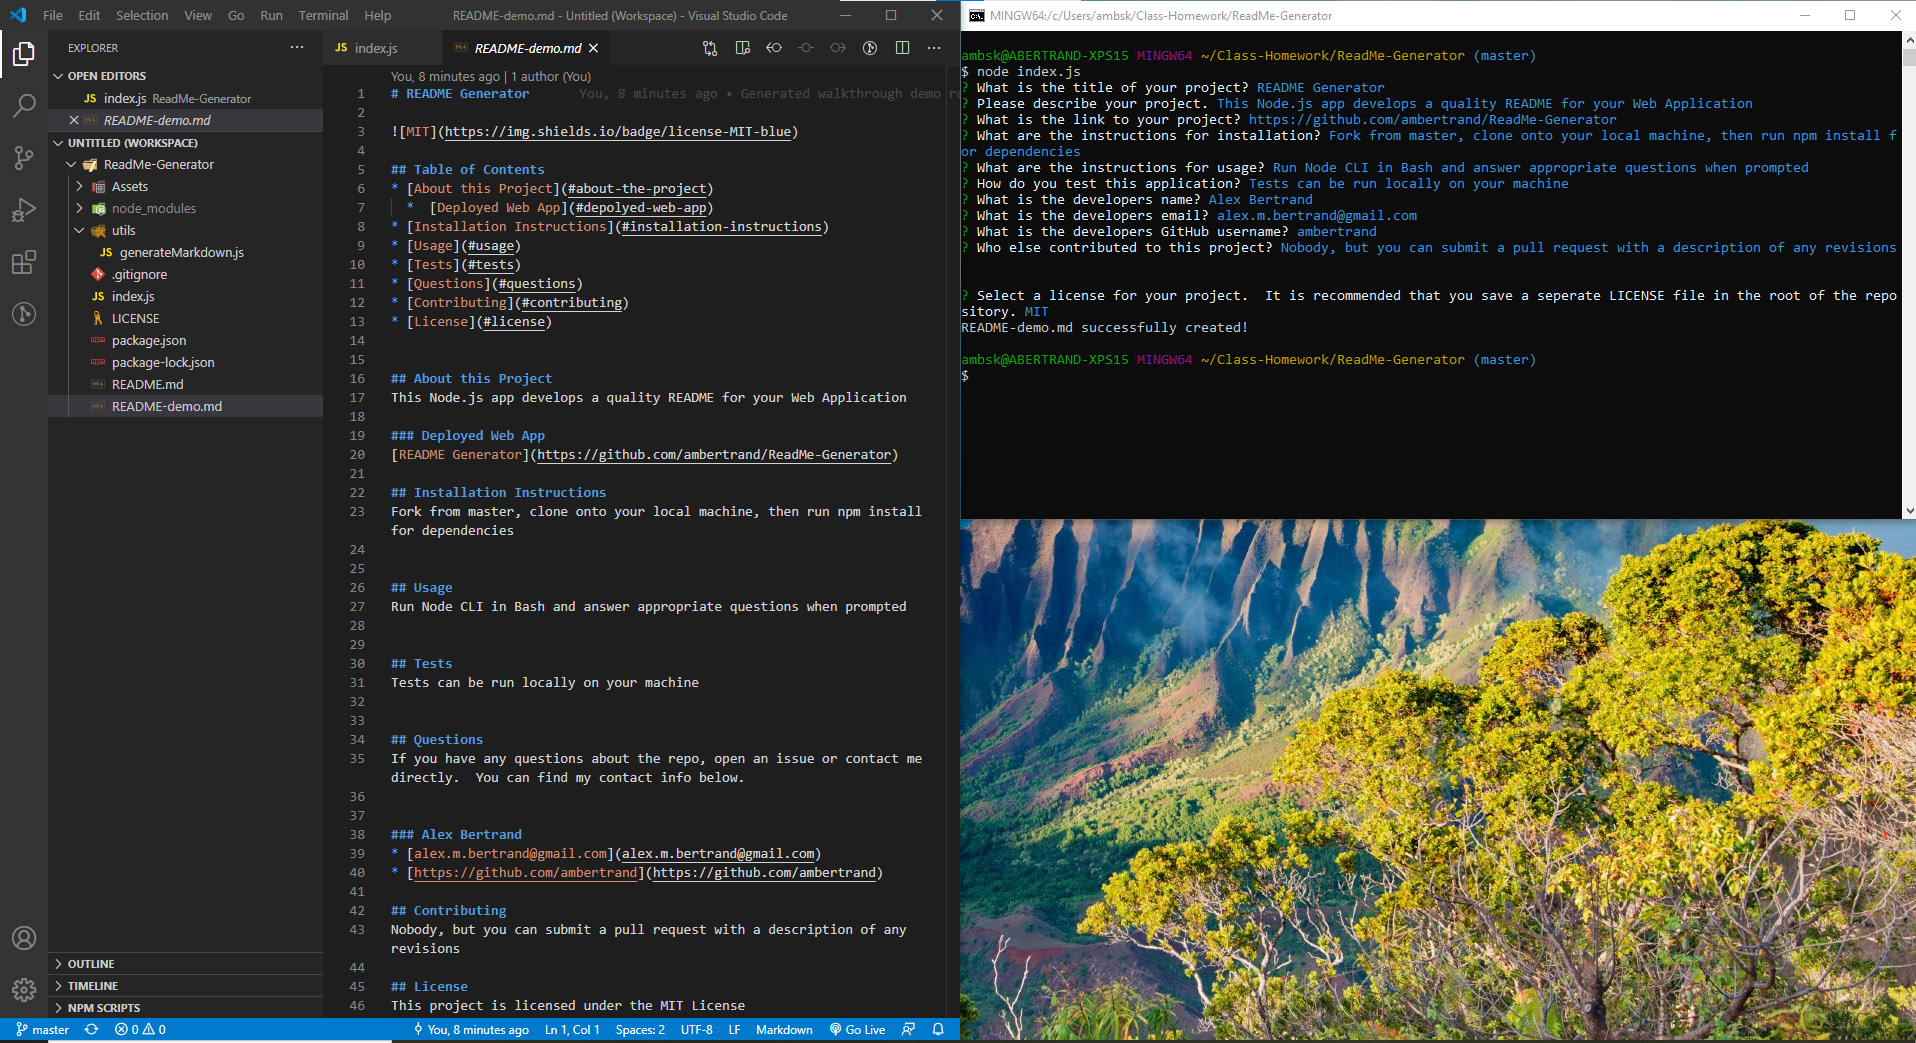 File Edit Selection View Go Run Terminal Help README-demo.md - Untitled (Workspace) - Visual Studio Code
EXPLORER
OPEN EDITORS
JS index.js ReadMe-Generator
README-demo.md
UNTITLED (WORKSPACE)
ReadMe-Generator
Assets
node_modules
utils
JS generateMarkdown.js
.gitignore
JS index.js
LICENSE
package.json
package-lock.json
README.md
README-demo.md
OUTLINE
TIMELINE
NPM SCRIPTS
JS index.js
README-demo.md
You, 8 minutes ago | 1 author (You)
1 # README Generator You, 8 minutes ago • Generated walkthrough demo re
2
3 ![MIT](https://img.shields.io/badge/license-MIT-blue)
4
5 ## Table of Contents
6 * [About this Project](#about-the-project)
7 * [Deployed Web App](#depolyed-web-app)
8 * [Installation Instructions](#installation-instructions)
9 * [Usage](#usage)
10 * [Tests](#tests)
11 * [Questions](#questions)
12 * [Contributing](#contributing)
13 * [License](#license)
14
15
16 ## About this Project
17 This Node.js app develops a quality README for your Web Application
18
19 ### Deployed Web App
20 [README Generator](https://github.com/ambertrand/ReadMe-Generator)
21
22 ## Installation Instructions
23 Fork from master, clone onto your local machine, then run npm install
for dependencies
24
25
26 ## Usage
27 Run Node CLI in Bash and answer appropriate questions when prompted
28
29
30 ## Tests
31 Tests can be run locally on your machine
32
33
34 ## Questions
35 If you have any questions about the repo, open an issue or contact me
directly.  You can find my contact info below.
36
37
38 ### Alex Bertrand
39 * [alex.m.bertrand@gmail.com](alex.m.bertrand@gmail.com)
40 * [https://github.com/ambertrand](https://github.com/ambertrand)
41
42 ## Contributing
43 Nobody, but you can submit a pull request with a description of any
revisions
44
45 ## License
46 This project is licensed under the MIT License
master 0 0 You, 8 minutes ago Ln 1, Col 1 Spaces: 2 UTF-8 LF Markdown Go Live
MINGW64:/c/Users/ambsk/Class-Homework/ReadMe-Generator
ambsk@ABERTRAND-XPS15 MINGW64 ~/Class-Homework/ReadMe-Generator (master)
$ node index.js
? What is the title of your project? README Generator
? Please describe your project. This Node.js app develops a quality README for your Web Application
? What is the link to your project? https://github.com/ambertrand/ReadMe-Generator
? What are the instructions for installation? Fork from master, clone onto your local machine, then run npm install f
or dependencies
? What are the instructions for usage? Run Node CLI in Bash and answer appropriate questions when prompted
? How do you test this application? Tests can be run locally on your machine
? What is the developers name? Alex Bertrand
? What is the developers email? alex.m.bertrand@gmail.com
? What is the developers GitHub username? ambertrand
? Who else contributed to this project? Nobody, but you can submit a pull request with a description of any revisions
? Select a license for your project.  It is recommended that you save a seperate LICENSE file in the root of the repo
sitory. MIT
README-demo.md successfully created!
ambsk@ABERTRAND-XPS15 MINGW64 ~/Class-Homework/ReadMe-Generator (master)
$